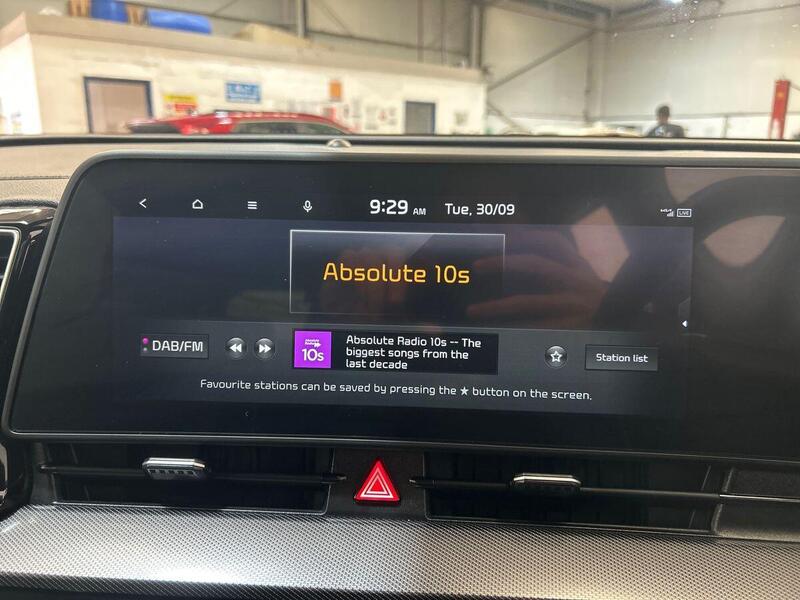 9:29 AM Tue, 30/09
LIVE
Absolute 10s
DAB/FM
10s
Absolute Radio 10s -- The
biggest songs from the
last decade
Station list
Favourite stations can be saved by pressing the ★ button on the screen.